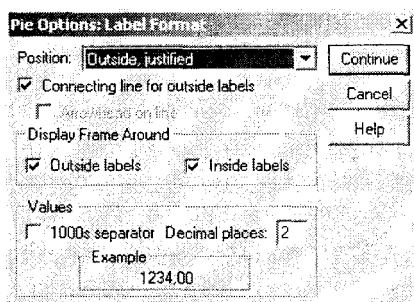 Pie Options: Label Format
Position: Outside, justified
Continue
Connecting line for outside labels
Cancel
Arrowhead on line
Display Frame Around
Help
Outside labels Inside labels
Values
1000s separator Decimal places: 2
Example
1234,00